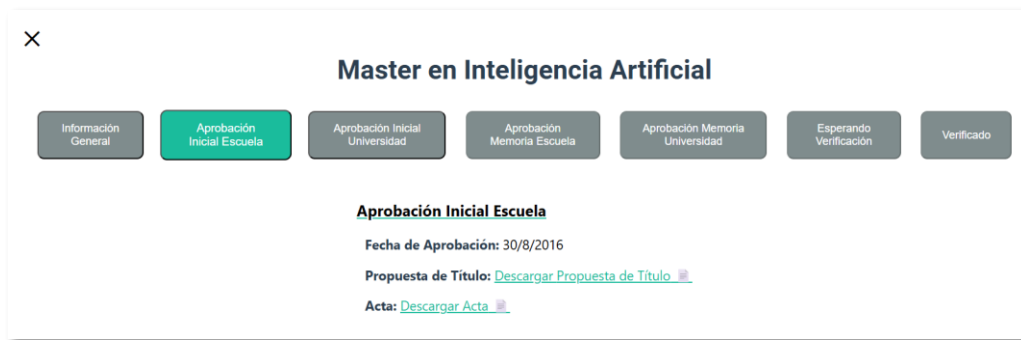 Master en Inteligencia Artificial
Información
General
Aprobación
Inicial Escuela
Aprobación Inicial
Universidad
Aprobación
Memoria Escuela
Aprobación Memoria
Universidad
Esperando
Verificación
Verificado
Aprobación Inicial Escuela
Fecha de Aprobación: 30/8/2016
Propuesta de Título: Descargar Propuesta de Título
Acta: Descargar Acta